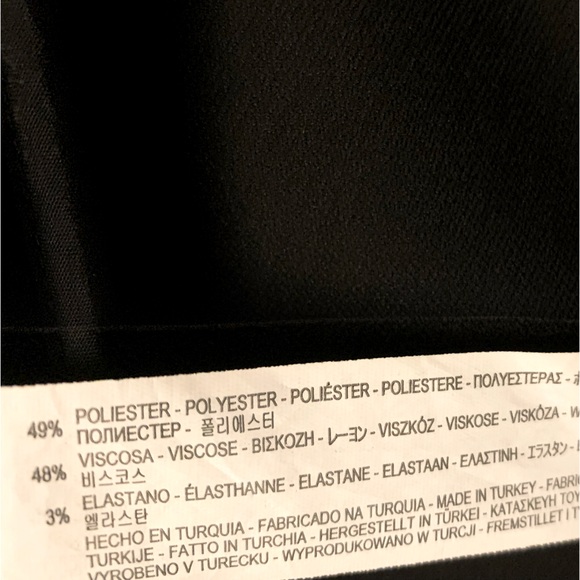 49% POLIESTER - POLYESTER - POLIÉSTER - POLIESTERE - ΠΟΛΥΕΣΤΕΡΑΣ -
ПОЛИЕСТЕР - 폴리에스터
48% VISCOSA - VISCOSE - ΒΙΣΚΟΖΗ - レーヨン - VISZKÓZ - VISKOSE - VISKÓZA - W
비스코스
3% ELASTANO - ÉLASTHANNE - ELASTANE - ELASTAAN - ΕΛΑΣΤΙΝΗ - エラスタン -
엘라스탄
HECHO EN TURQUIA - FABRICADO NA TURQUIA - MADE IN TURKEY - FABRI
TURKIJE - FATTO IN TURCHIA - HERGESTELLT IN TÜRKEI - ΚΑΤΑΣΚΕΥΗ ΤΟΥ
VYROBENO V TURECKU - WYPRODUKOWANO W TURCJI - FREMSTILLET I